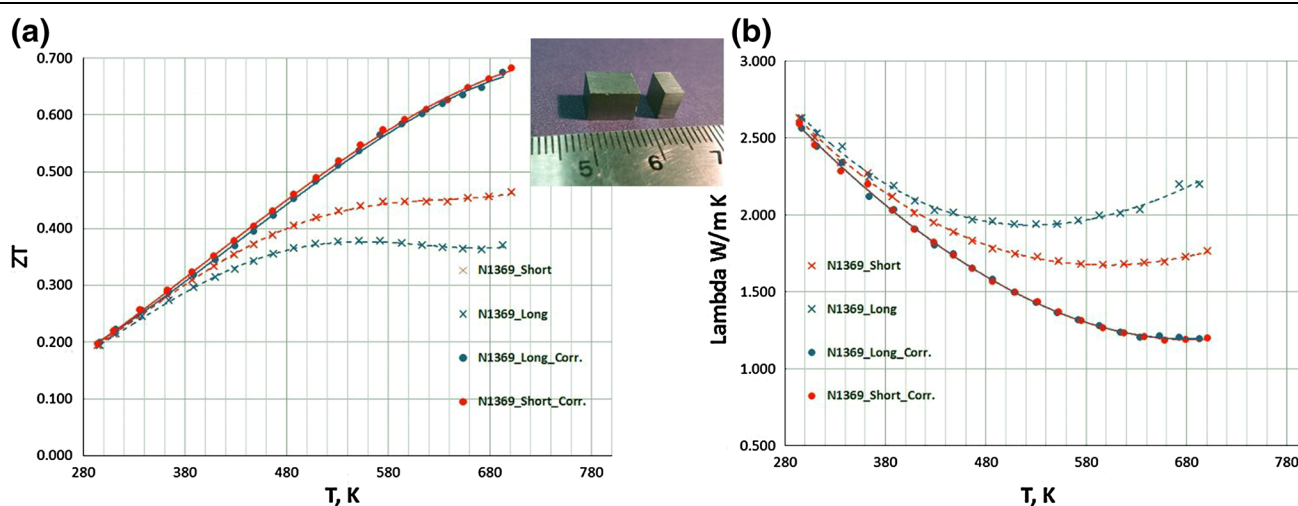 (a)
0.700
0.600
0.500
0.400
0.300
0.200
0.100
0.000
ZT
280 380 480 580 680 780
T, K
N1369_Short
N1369_Long
N1369_Long_Corr.
N1369_Short_Corr.
5 6 7
(b)
3.000
2.500
2.000
1.500
1.000
0.500
Lambda W/m K
280 380 480 580 680 780
T, K
N1369_Short
N1369_Long
N1369_Long_Corr.
N1369_Short_Corr.